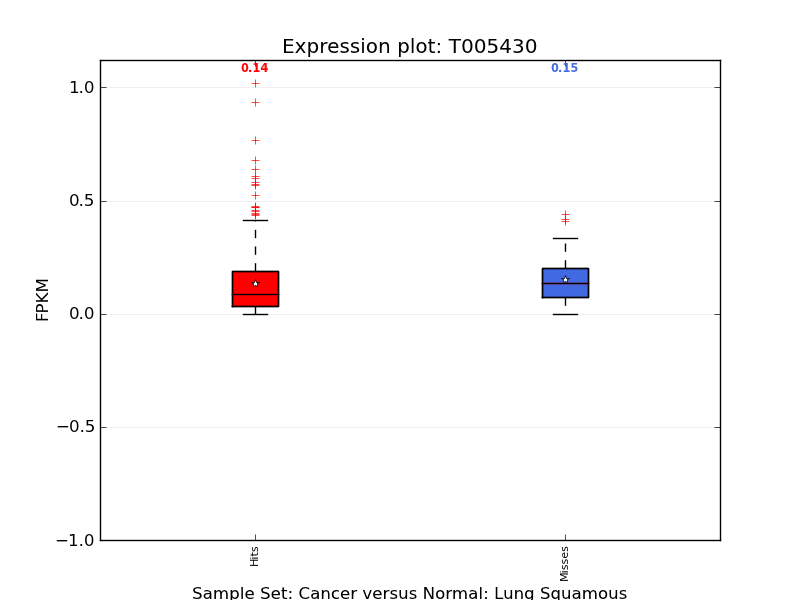 Expression plot: T005430
0.14
0.15
1.0
0.5
0.0
−0.5
−1.0
FPKM
Hits
Misses
Sample Set: Cancer versus Normal: Lung Squamous